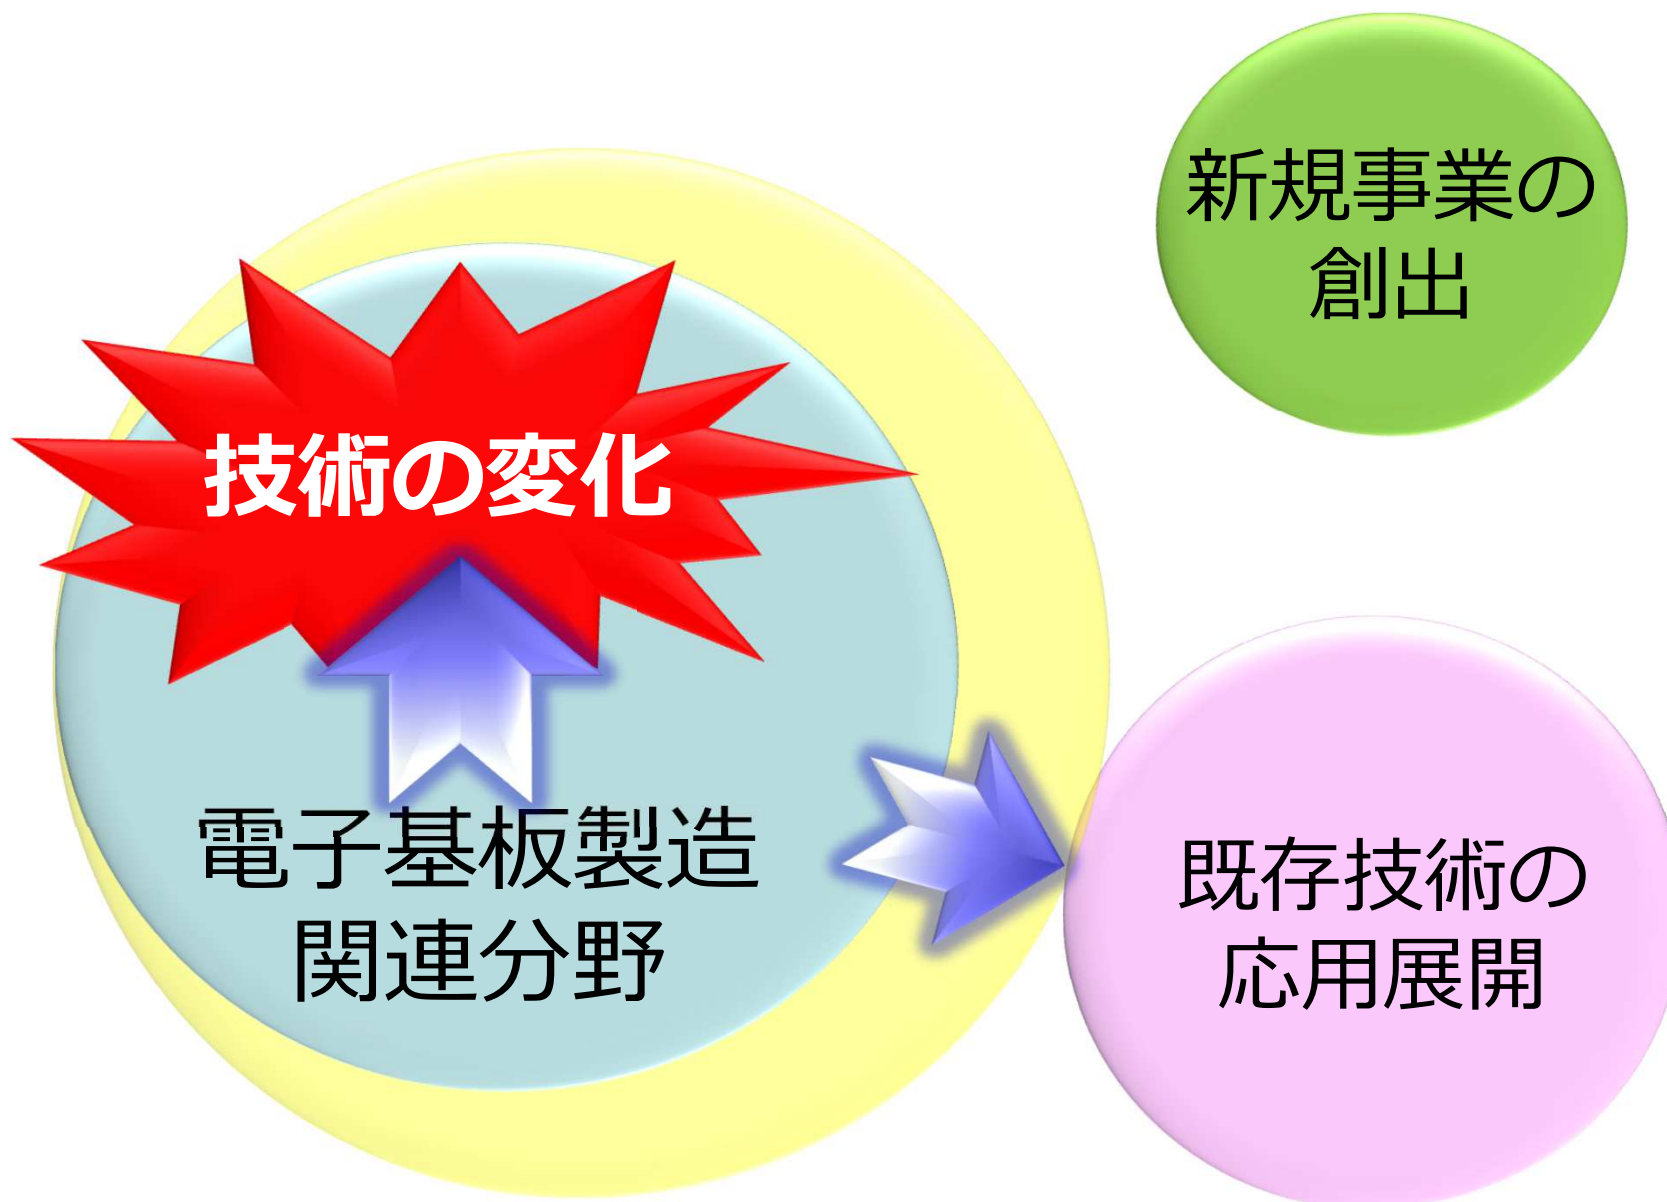 新規事業の
創出
技術の変化
電子基板製造
関連分野
既存技術の
応用展開